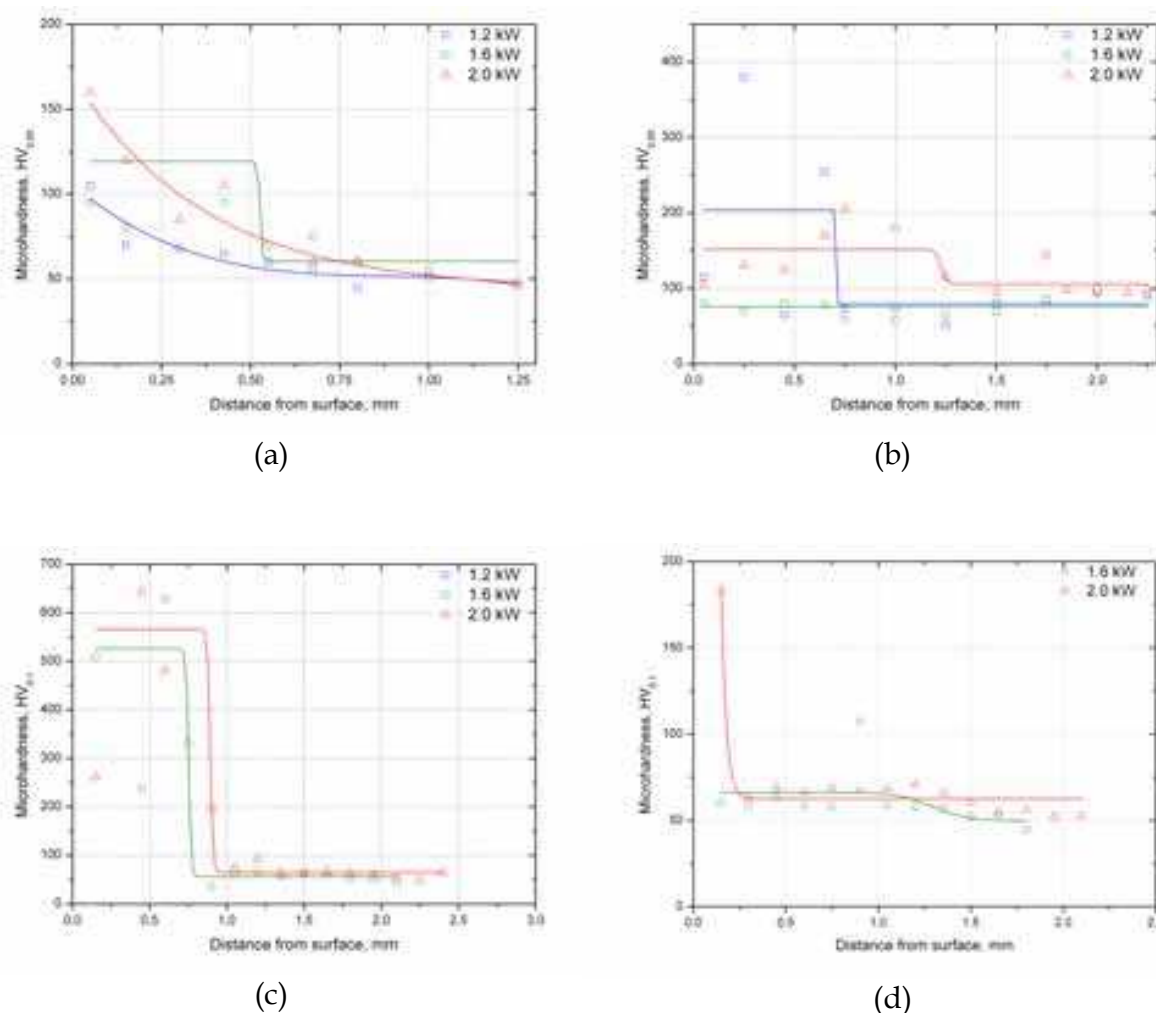 200
150
100
50
0
Microhardness, HV
0.00
0.25
0.50
0.75
1.00
1.25
Distance from surface, mm
1.2 kW
1.6 kW
2.0 kW
(a)
400
300
200
100
0
Microhardness, HV
0.0
0.5
1.0
1.5
2.0
Distance from surface, mm
1.2 kW
1.6 kW
2.0 kW
(b)
700
600
500
400
300
200
100
0
Microhardness, HV
0.0
0.5
1.0
1.5
2.0
2.5
3.0
Distance from surface, mm
1.2 kW
1.6 kW
2.0 kW
(c)
200
150
100
50
0
Microhardness, HV
0.0
0.5
1.0
1.5
2.0
Distance from surface, mm
1.6 kW
2.0 kW
(d)